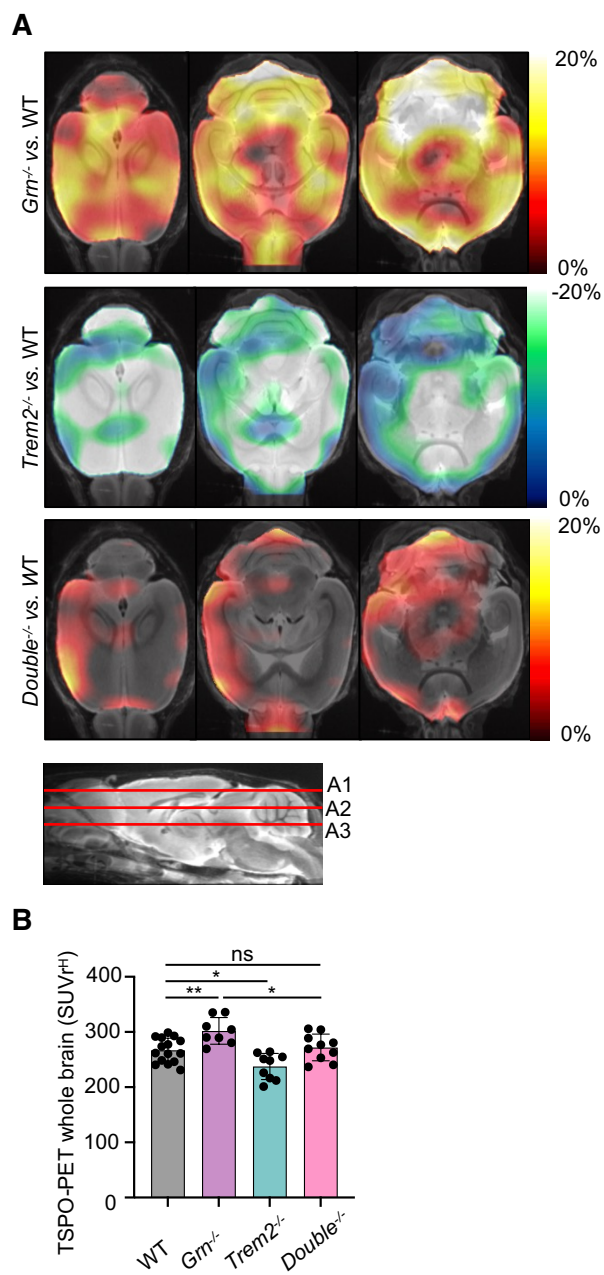 A
20%
Grn-/- vs. WT
0%
-20%
Trem2-/- vs. WT
0%
20%
Double-/- vs. WT
0%
A1
A2
A3
B
ns
*
** *
TSPO-PET whole brain (SUVrH)
400
300
200
100
0
WT Grn-/- Trem2-/- Double-/-